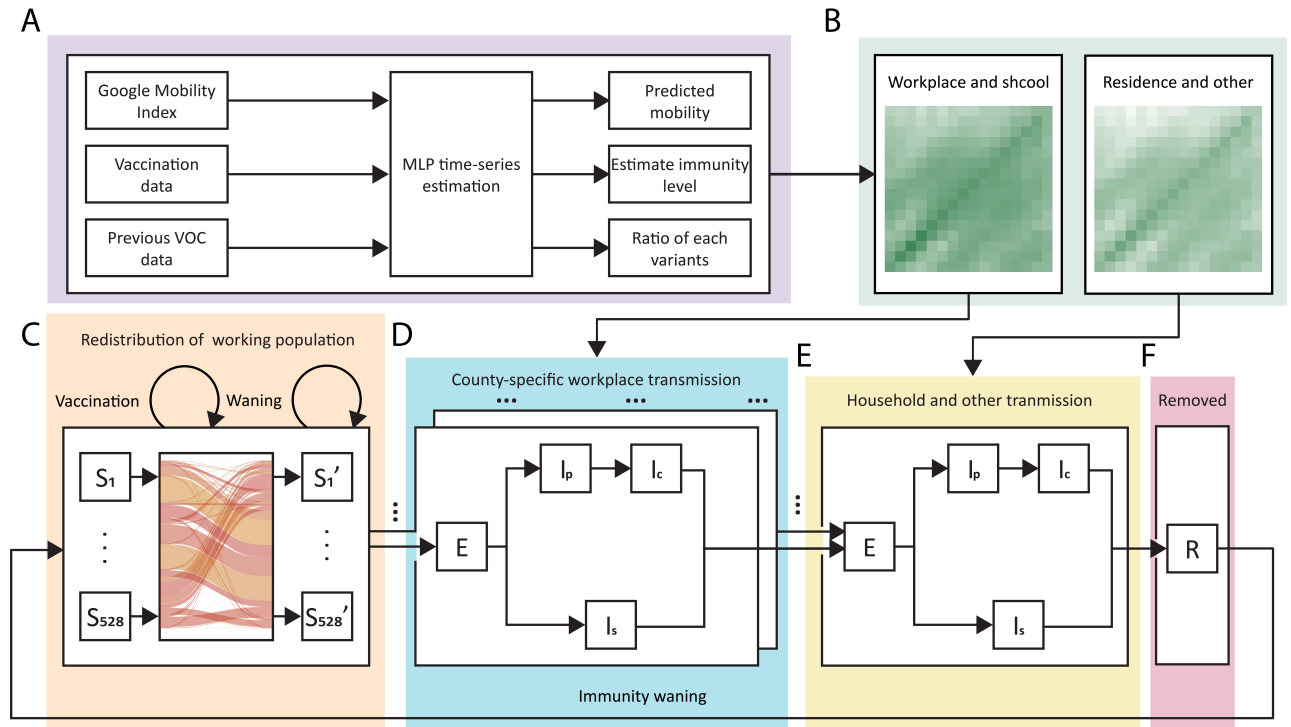 A
Google Mobility
Index
Vaccination
data
Previous VOC
data
MLP time-series
estimation
Predicted
mobility
Estimate immunity
level
Ratio of each
variants
B
Workplace and shcool
Residence and other
C
Redistribution of working population
Vaccination
Waning
S₁
S₁’
S₅₂₈
S₅₂₈’
D
County-specific workplace transmission
...
...
...
...
E
Iₚ
I꜀
Iₛ
E
Household and other tranmission
...
E
Iₚ
I꜀
Iₛ
F
Removed
R
Immunity waning